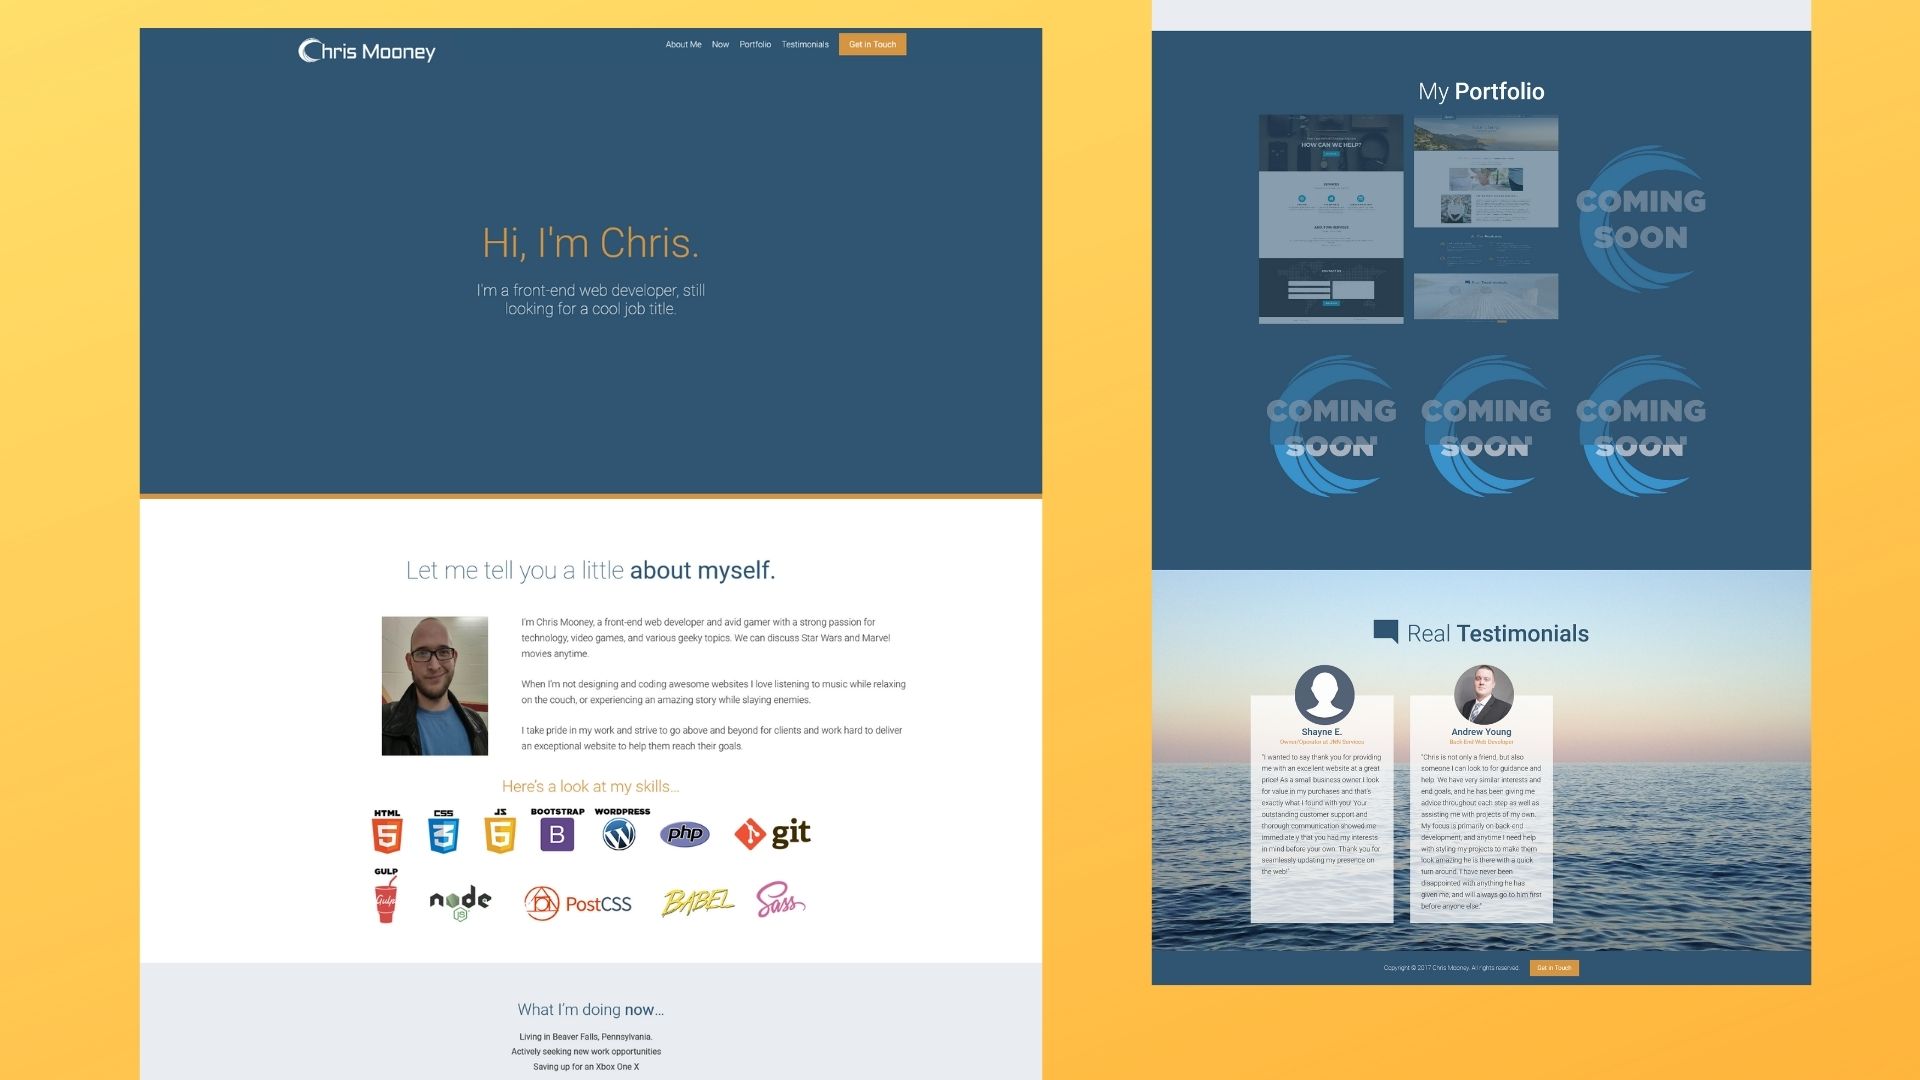 Chris Mooney
About Me Now Portfolio Testimonials Get in Touch
Hi, I'm Chris.
I'm a front-end web developer, still
looking for a cool job title.
Let me tell you a little about myself.
I'm Chris Mooney, a front-end web developer and avid gamer with a strong passion for
technology, video games, and various geeky topics. We can discuss Star Wars and Marvel
movies anytime.
When I'm not designing and coding awesome websites I love listening to music while relaxing
on the couch, or experiencing an amazing story while slaying enemies.
I take pride in my work and strive to go above and beyond for clients and work hard to deliver
an exceptional website to help them reach their goals.
Here's a look at my skills...
HTML CSS JS BOOTSTRAP WORDPRESS
5 3 6 B W php git
GULP
Gulp node JS PostCSS BABEL Sass
What I'm doing now...
Living in Beaver Falls, Pennsylvania.
Actively seeking new work opportunities
Saving up for an Xbox One X
My Portfolio
HOW CAN WE HELP?
SERVICES
CONTACT US
COMING
SOON
COMING
SOON
COMING
SOON
COMING
SOON
Real Testimonials
Shayne E.
Owner/Operator at JNN Services
"I wanted to say thank you for providing
me with an excellent website at a great
price! As a small business owner I look
for value in my purchases and that's
exactly what I found with you! Your
outstanding customer support and
thorough communication showed me
immediately that you had my interests
in mind before your own. Thank you for
seamlessly updating my presence on
the web!"
Andrew Young
Back-End Web Developer
"Chris is not only a friend, but also
someone I can look to for guidance and
help. We have very similar interests and
end goals, and he has been giving me
advice throughout each step as well as
assisting me with projects of my own.
My focus is primarily on back-end
development, and anytime I need help
with styling my projects to make them
look amazing he is there with a quick
turn around. I have never been
disappointed with anything he has
given me, and will always go to him first
before anyone else."
Copyright © 2017 Chris Mooney. All rights reserved. Get in Touch